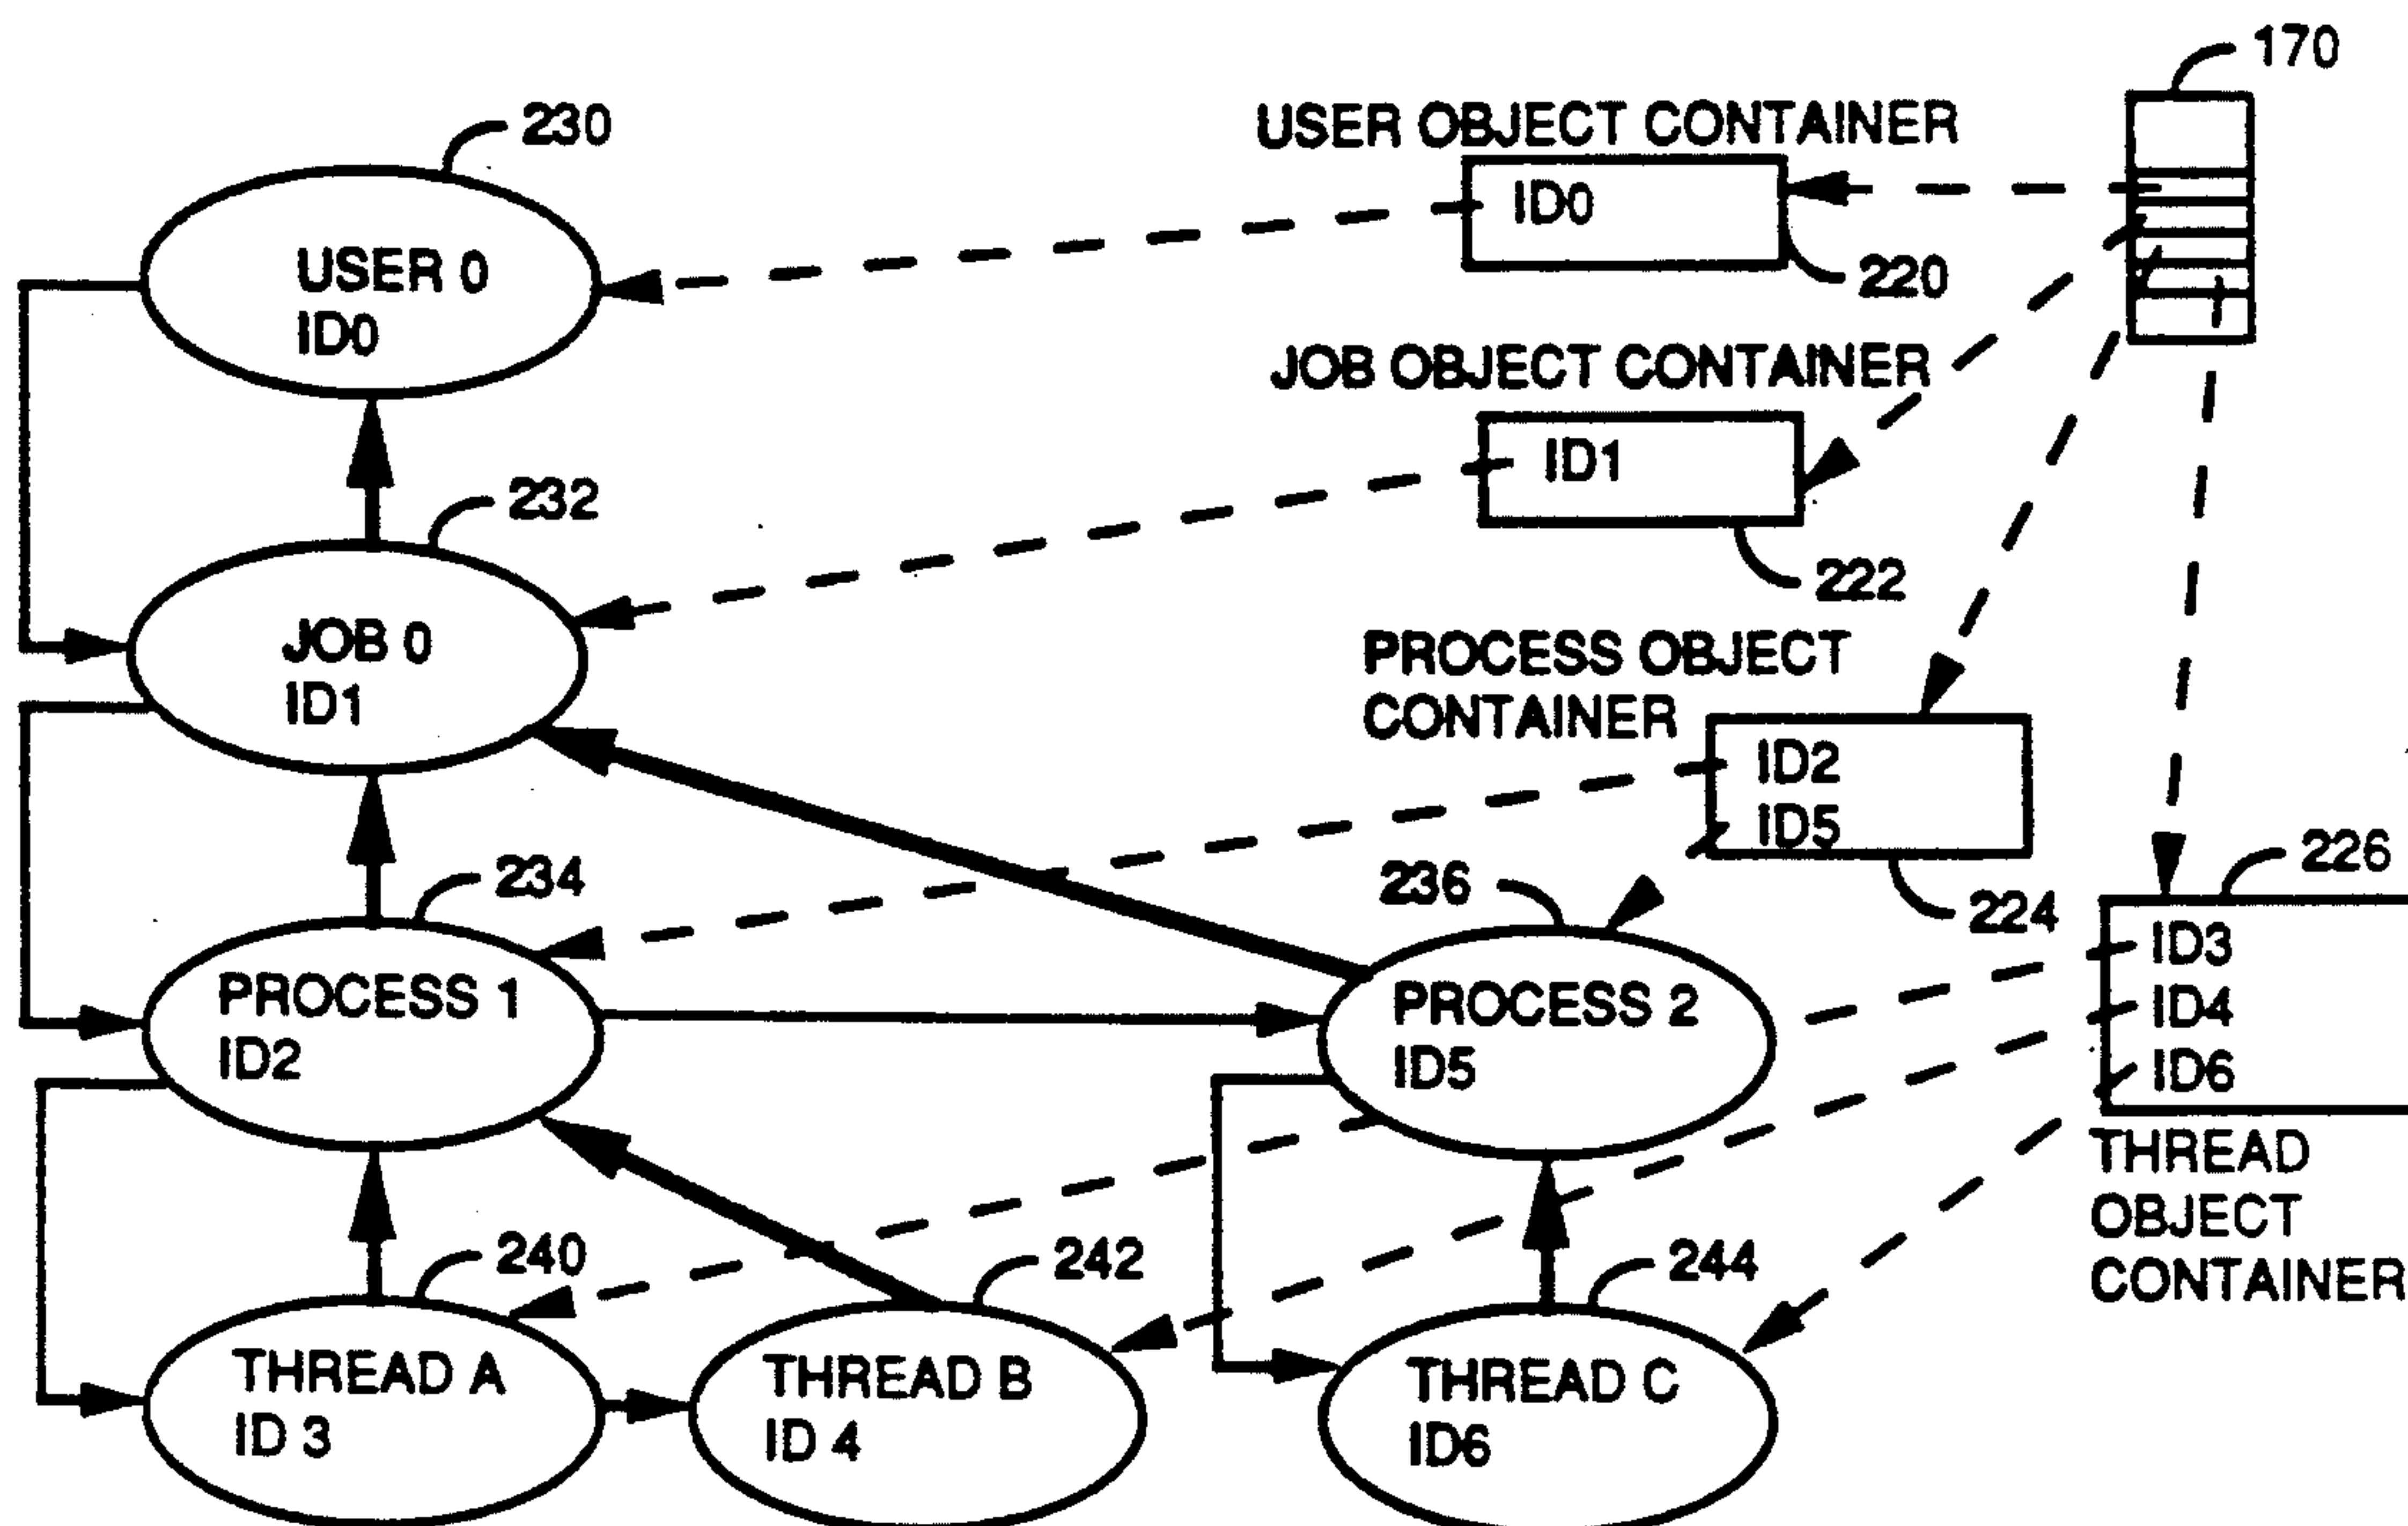 170
230
USER OBJECT CONTAINER
ID0
USER 0
ID0
220
JOB OBJECT CONTAINER
232
ID1
222
JOB 0
ID1
PROCESS OBJECT
CONTAINER
ID2
ID5
234
236
226
224
ID3
ID4
ID6
PROCESS 1
ID2
PROCESS 2
ID5
THREAD
OBJECT
CONTAINER
240
242
244
THREAD A
ID 3
THREAD B
ID 4
THREAD C
ID6